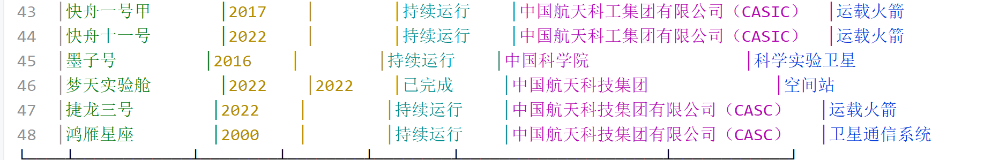 43 │快舟一号甲 │2017 │ │持续运行 │中国航天科工集团有限公司（CASIC） │运载火箭
44 │快舟十一号 │2022 │ │持续运行 │中国航天科工集团有限公司（CASIC） │运载火箭
45 │墨子号 │2016 │ │持续运行 │中国科学院 │科学实验卫星
46 │梦天实验舱 │2022 │2022 │已完成 │中国航天科技集团 │空间站
47 │捷龙三号 │2022 │ │持续运行 │中国航天科技集团有限公司（CASC） │运载火箭
48 │鸿雁星座 │2000 │ │持续运行 │中国航天科技集团有限公司（CASC） │卫星通信系统